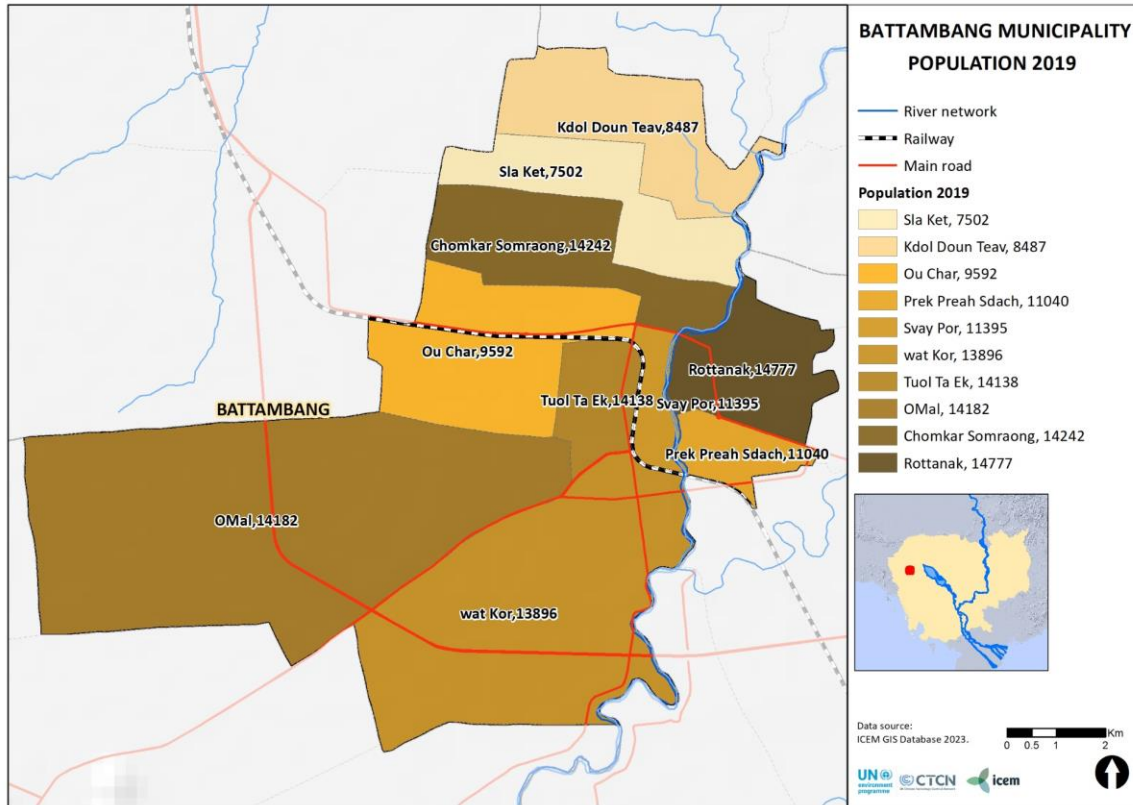 Kdol Doun Teav,8487
Sla Ket,7502
Chomkar Somraong,14242
Ou Char,9592
Rottanak,14777
Tuol Ta Ek,14138
Svay Por,11395
BATTAMBANG
Prek Preah Sdach,11040
OMal,14182
wat Kor,13896
BATTAMBANG MUNICIPALITY
POPULATION 2019
River network
Railway
Main road
Population 2019
Sla Ket, 7502
Kdol Doun Teav, 8487
Ou Char, 9592
Prek Preah Sdach, 11040
Svay Por, 11395
wat Kor, 13896
Tuol Ta Ek, 14138
OMal, 14182
Chomkar Somraong, 14242
Rottanak, 14777
Data source:
ICEM GIS Database 2023.
Km
0 0.5 1 2
UN
environment
programme
CTCN
icem